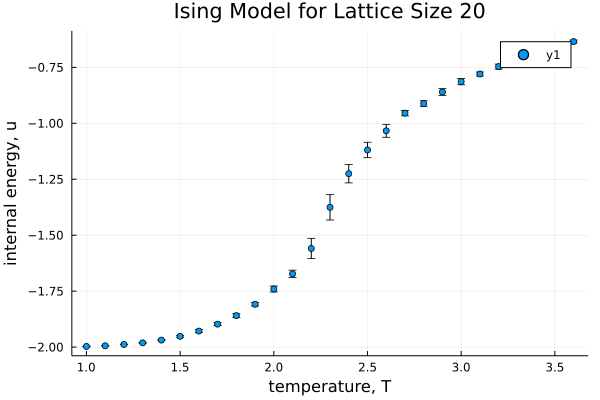 Ising Model for Lattice Size 20
y1
internal energy, u
−0.75
−1.00
−1.25
−1.50
−1.75
−2.00
1.0 1.5 2.0 2.5 3.0 3.5
temperature, T